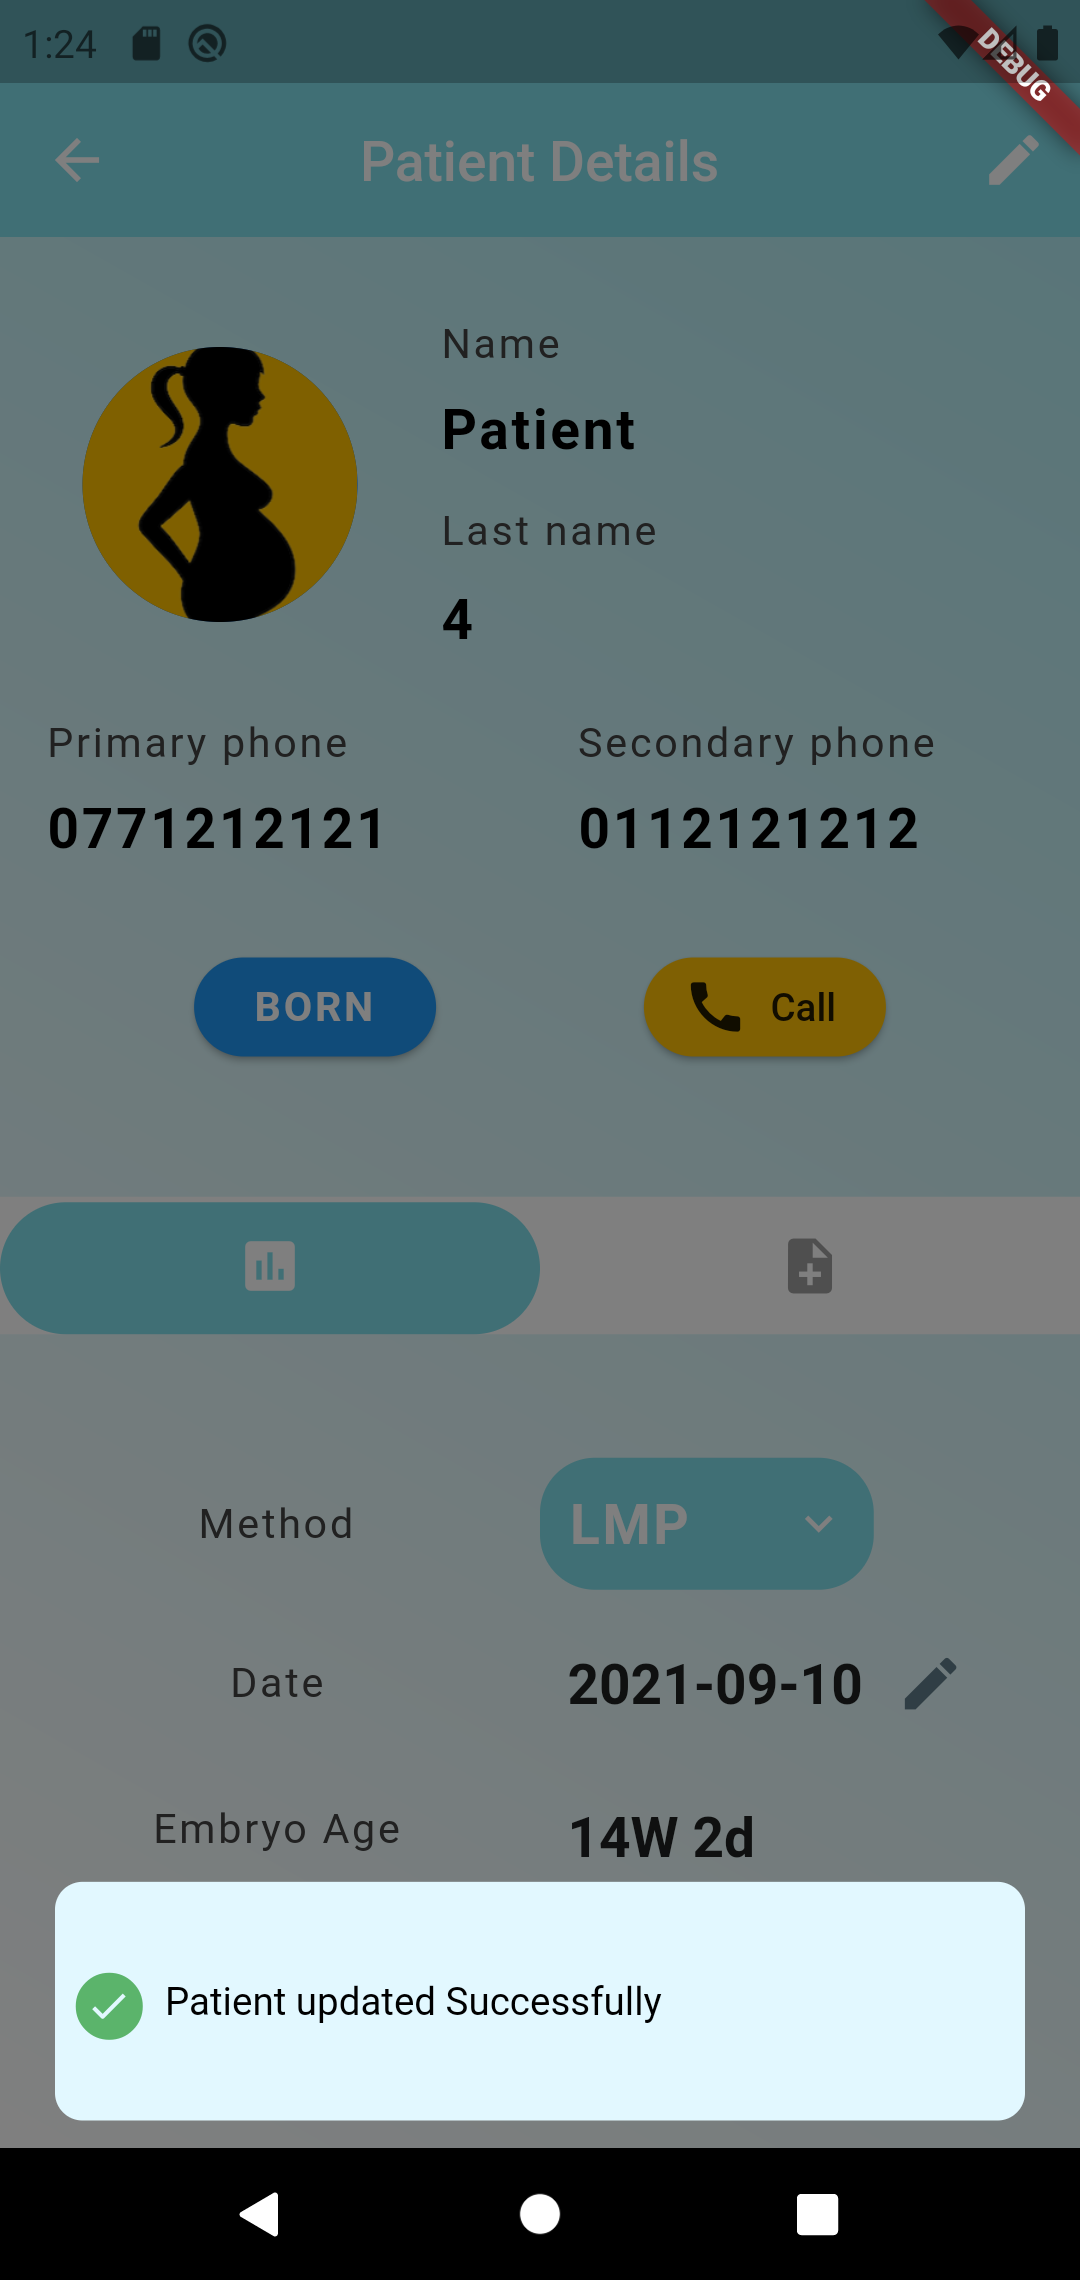 1:24
DEBUG
Patient Details
Name
Patient
Last name
4
Primary phone
Secondary phone
0771212121
0112121212
BORN
Call
Method
LMP
Date
2021-09-10
Embryo Age
14W 2d
Patient updated Successfully